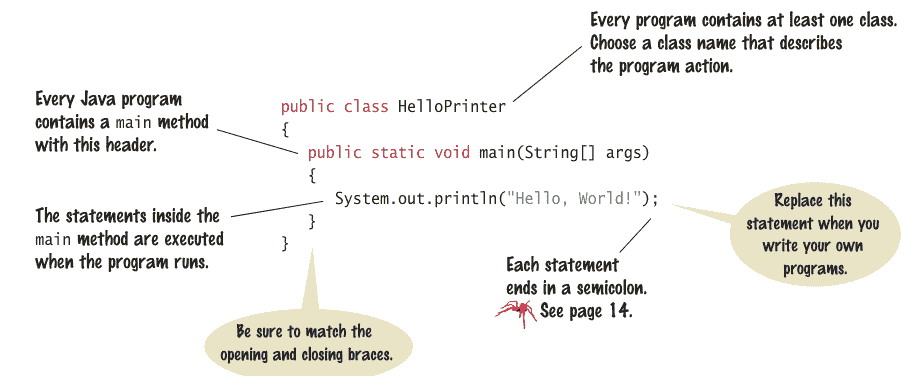 Every program contains at least one class.
Choose a class name that describes
the program action.
Every Java program
contains a main method
with this header.
public class HelloPrinter
{
public static void main(String[] args)
{
System.out.println("Hello, World!");
}
}
The statements inside the
main method are executed
when the program runs.
Replace this
statement when you
write your own
programs.
Each statement
ends in a semicolon.
See page 14.
Be sure to match the
opening and closing braces.